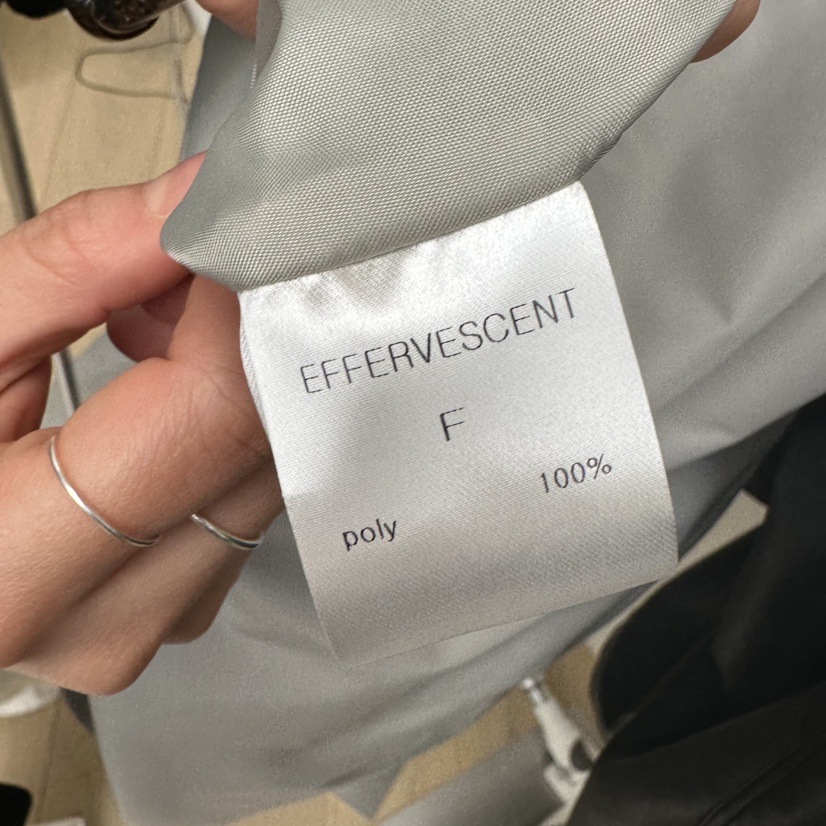 EFFERVESCENT
F
poly 100%